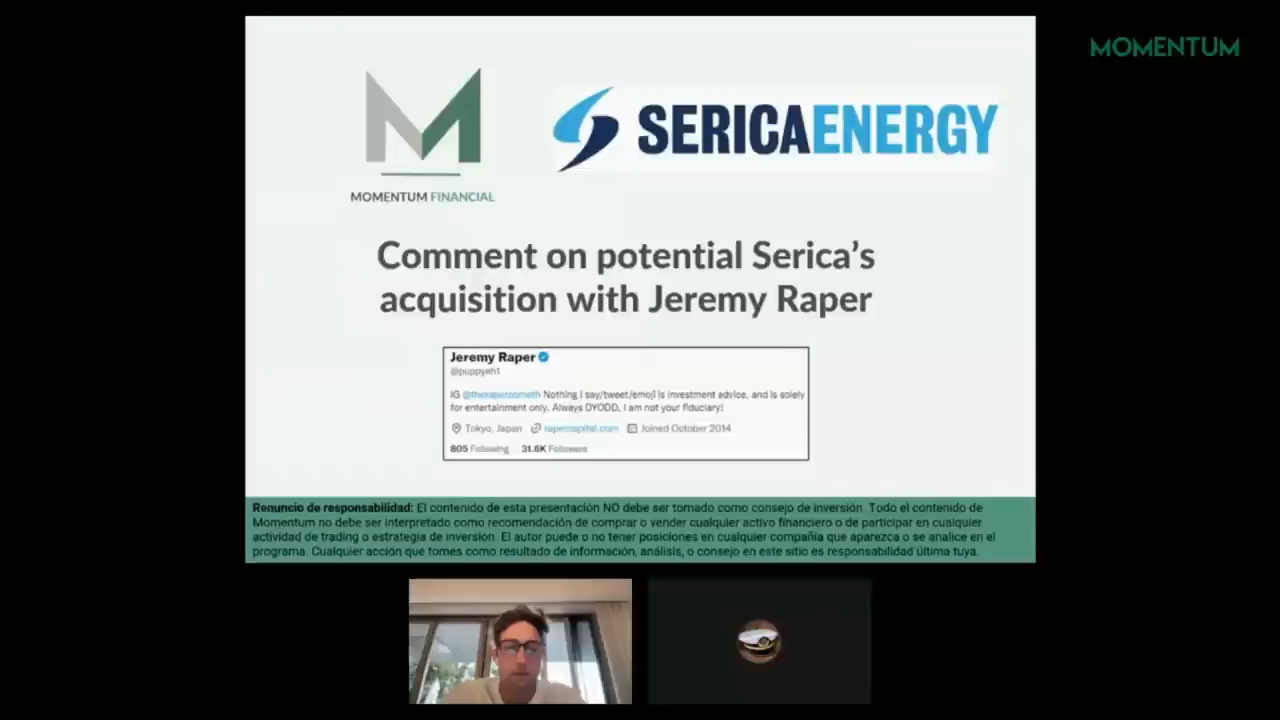 MOMENTUM
SERICAENERGY
MOMENTUM FINANCIAL
Comment on potential Serica's
acquisition with Jeremy Raper
Jeremy Raper
@puppyeh1
IG @therapercometh Nothing I say/tweet/emoji is investment advice, and is solely
for entertainment only. Always DYODD, I am not your fiduciary!
Tokyo, Japan rapercapital.com Joined October 2014
805 Following 31.6K Followers
Renuncio de responsabilidad: El contenido de esta presentación NO debe ser tomado como consejo de inversión. Todo el contenido de
Momentum no debe ser interpretado como recomendación de comprar o vender cualquier activo financiero o de participar en cualquier
actividad de trading o estrategia de inversión. El autor puede o no tener posiciones en cualquier compañía que aparezca o se analice en el
programa. Cualquier acción que tomes como resultado de información, análisis, o consejo en este sitio es responsabilidad última tuya.